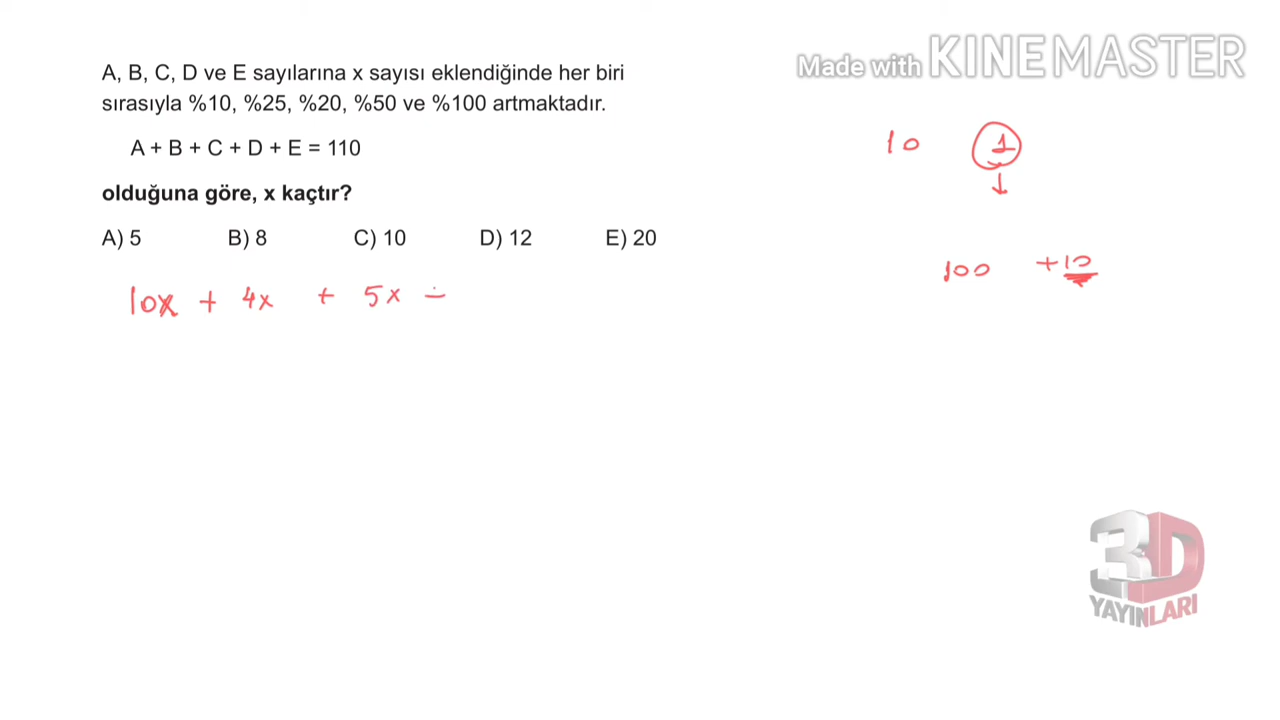 Made with KINEMASTER
A, B, C, D ve E sayılarına x sayısı eklendiğinde her biri
sırasıyla %10, %25, %20, %50 ve %100 artmaktadır.
A + B + C + D + E = 110
olduğuna göre, x kaçtır?
A) 5 B) 8 C) 10 D) 12 E) 20
10 1
100 +10
10x + 4x + 5x
3D
YAYINLARI